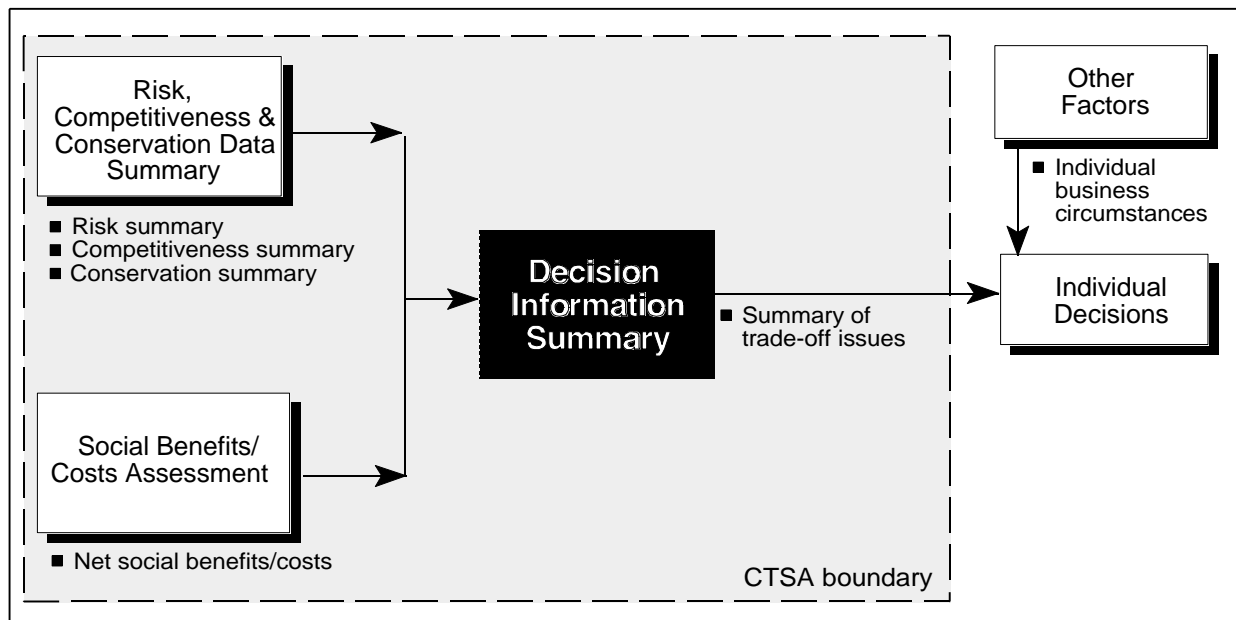 Risk,
Competitiveness &
Conservation Data
Summary
■ Risk summary
■ Competitiveness summary
■ Conservation summary
Social Benefits/
Costs Assessment
■ Net social benefits/costs
Decision
Information
Summary
■ Summary of
trade-off issues
Other
Factors
■ Individual
business
circumstances
Individual
Decisions
CTSA boundary